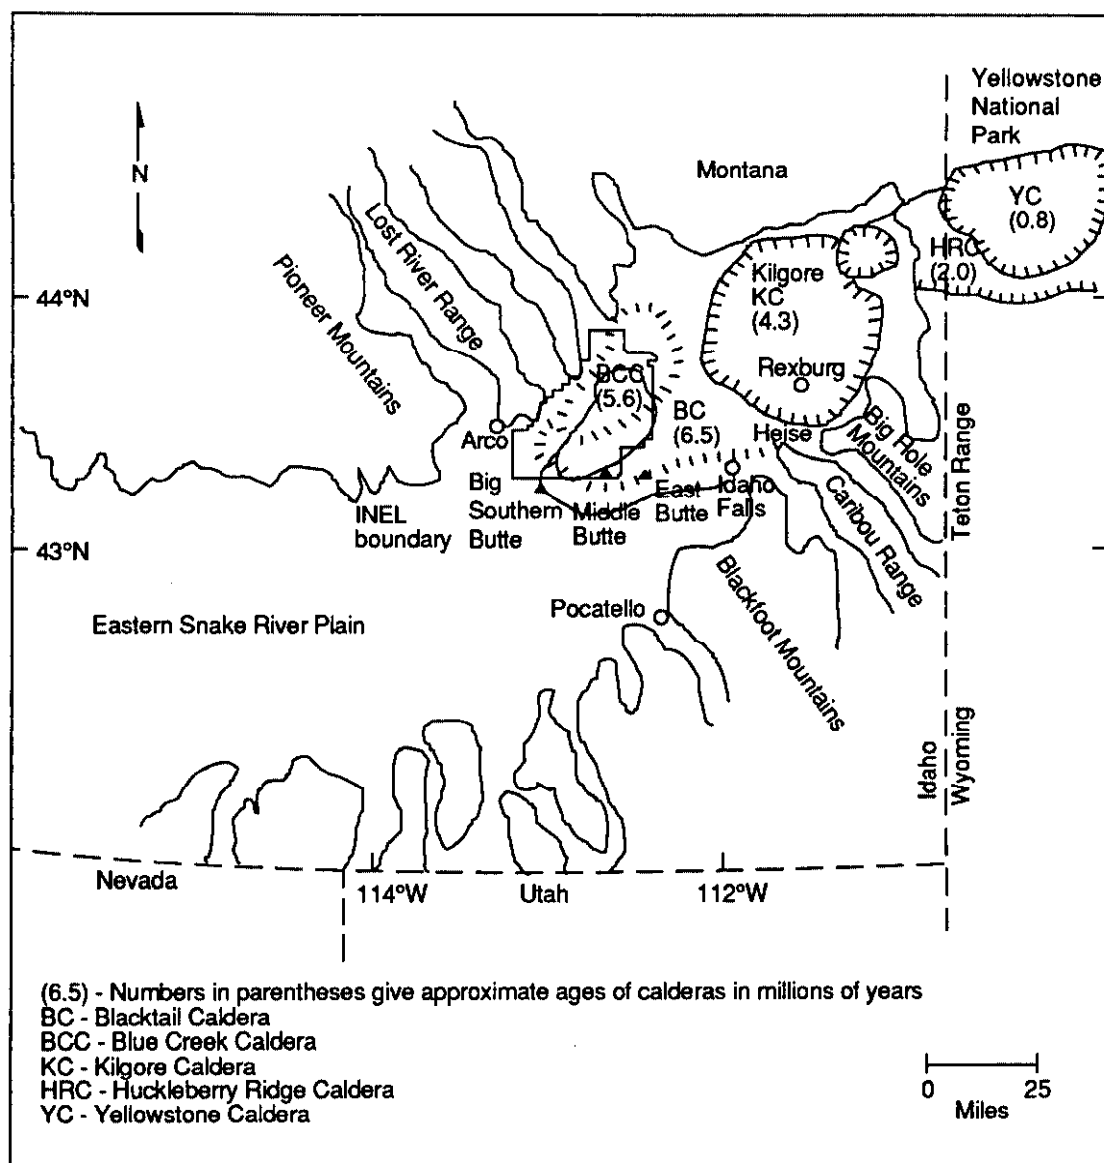 Yellowstone
National
Park
N
Montana
YC
(0.8)
HRC
(2.0)
Lost River Range
Pioneer Mountains
44°N
Kilgore
KC
(4.3)
Rexburg
BCC
(5.6)
BC
(6.5)
Arco
Heise
Big Hole
Mountains
Teton Range
Big
Southern
Butte
INEL
boundary
Middle
Butte
East
Butte
Idaho
Falls
Caribou Range
43°N
Blackfoot Mountains
Pocatello
Eastern Snake River Plain
Idaho
Wyoming
Nevada
114°W
Utah
112°W
(6.5) - Numbers in parentheses give approximate ages of calderas in millions of years
BC - Blacktail Caldera
BCC - Blue Creek Caldera
KC - Kilgore Caldera
HRC - Huckleberry Ridge Caldera
YC - Yellowstone Caldera
0 25
Miles